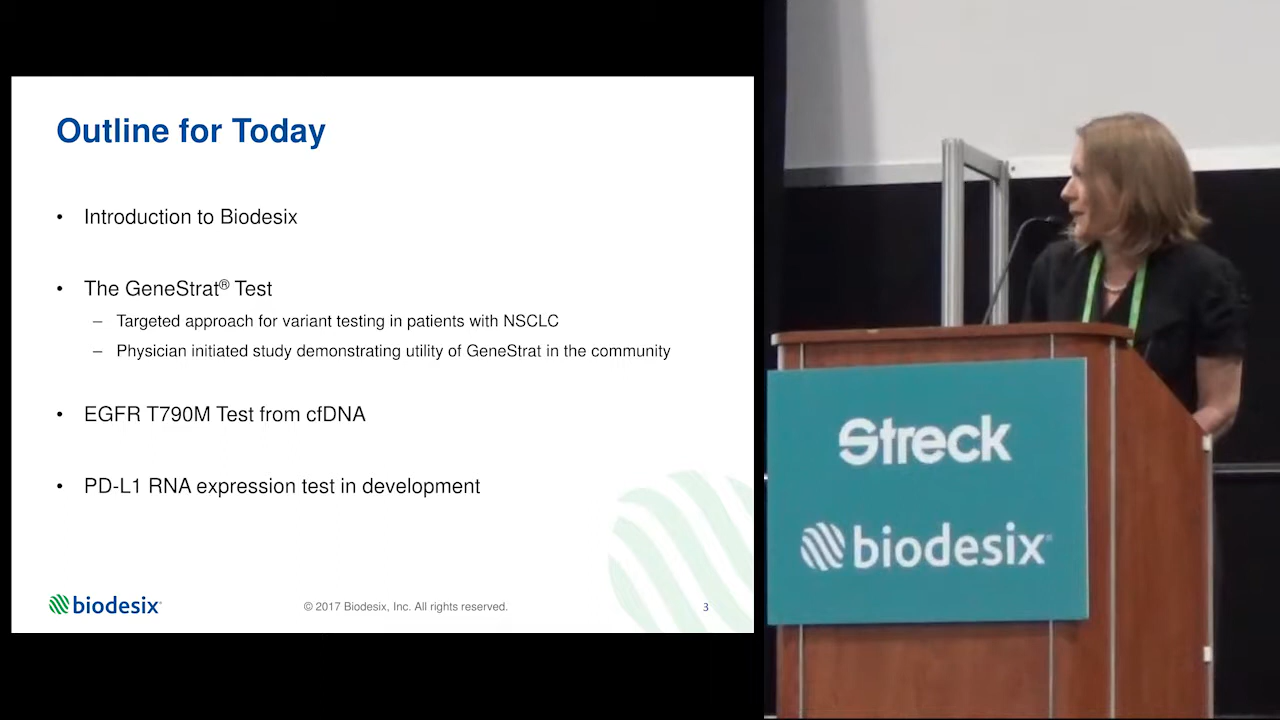 Outline for Today
• Introduction to Biodesix
• The GeneStrat® Test
– Targeted approach for variant testing in patients with NSCLC
– Physician initiated study demonstrating utility of GeneStrat in the community
• EGFR T790M Test from cfDNA
• PD-L1 RNA expression test in development
biodesix
© 2017 Biodesix, Inc. All rights reserved.
3
Streck
biodesix